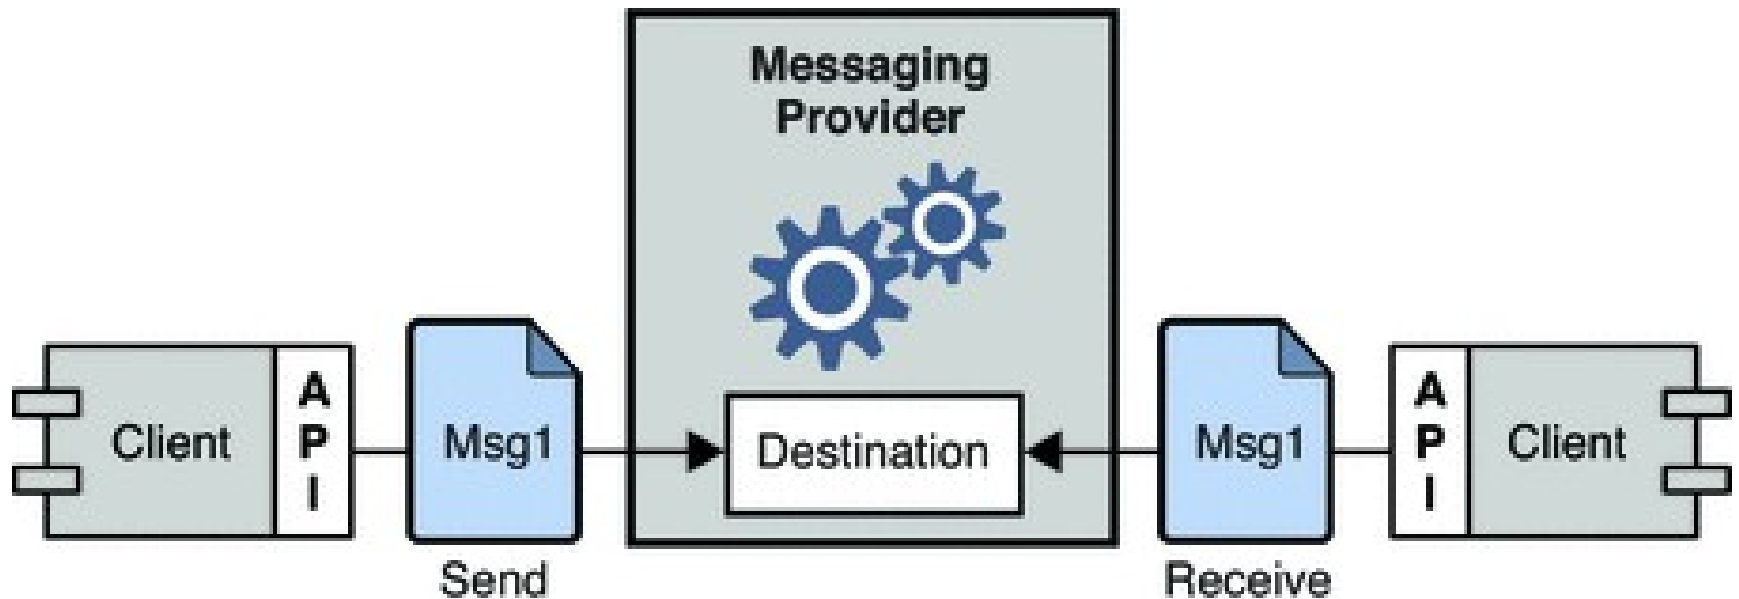 Messaging
Provider
Client
A
P
I
Msg1
Send
Destination
Msg1
Receive
A
P
I
Client